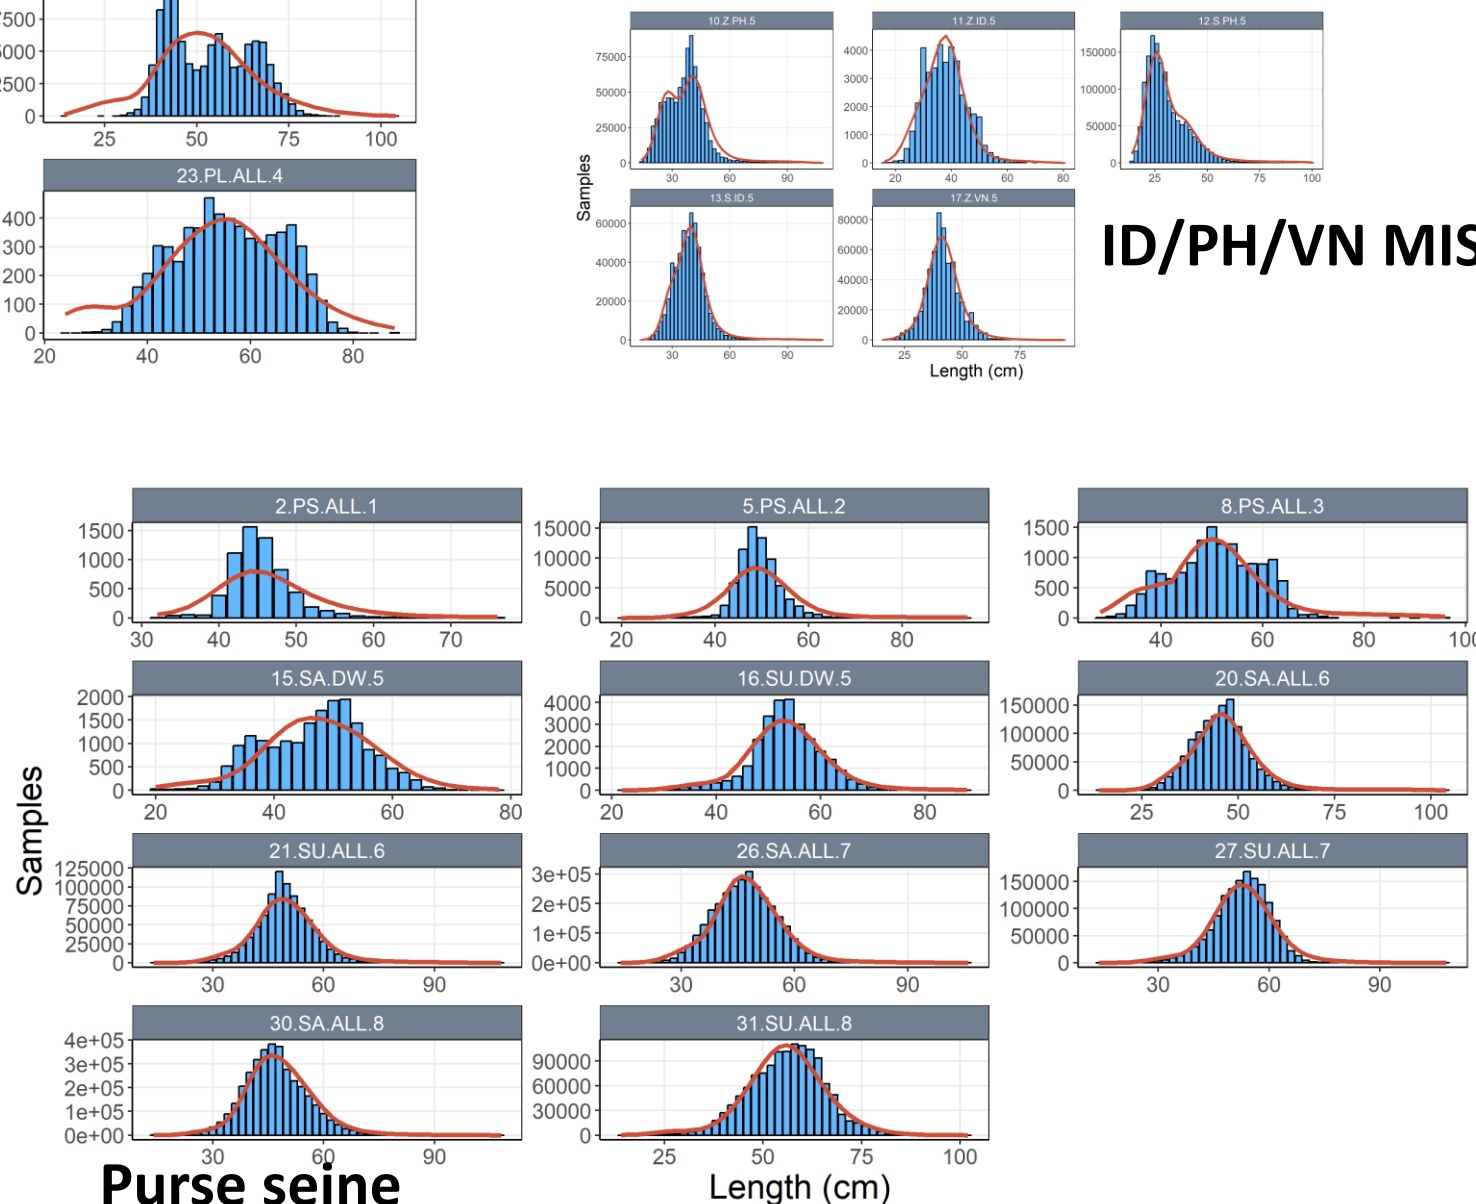 7500
5000
2500
0
25 50 75 100
23.PL.ALL.4
400
300
200
100
0
20 40 60 80
10.Z.PH.5 11.Z.ID.5 12.S.PH.5
75000 4000 150000
50000 3000 100000
25000 2000 50000
0 1000 0
0
30 60 90 20 40 60 80 25 50 75 100
Samples
13.S.ID.5 17.Z.VN.5
60000 80000
40000 60000
20000 40000
0 20000
0
30 60 90 25 50 75
Length (cm)
ID/PH/VN MIS
2.PS.ALL.1 5.PS.ALL.2 8.PS.ALL.3
1500 15000 1500
1000 10000 1000
500 5000 500
0 0 0
30 40 50 60 70 20 40 60 80 40 60 80 100
15.SA.DW.5 16.SU.DW.5 20.SA.ALL.6
2000 4000 150000
1500 3000 100000
1000 2000 50000
500 1000 0
0 0
20 40 60 80 20 40 60 80 25 50 75 100
Samples
21.SU.ALL.6 26.SA.ALL.7 27.SU.ALL.7
125000 3e+05 150000
100000 2e+05 100000
75000 1e+05 50000
50000 0e+00 0
25000
0
30 60 90 30 60 90 30 60 90
30.SA.ALL.8 31.SU.ALL.8
4e+05 90000
3e+05 60000
2e+05 30000
1e+05 0
0e+00
30 60 90 25 50 75 100
Purse seine
Length (cm)